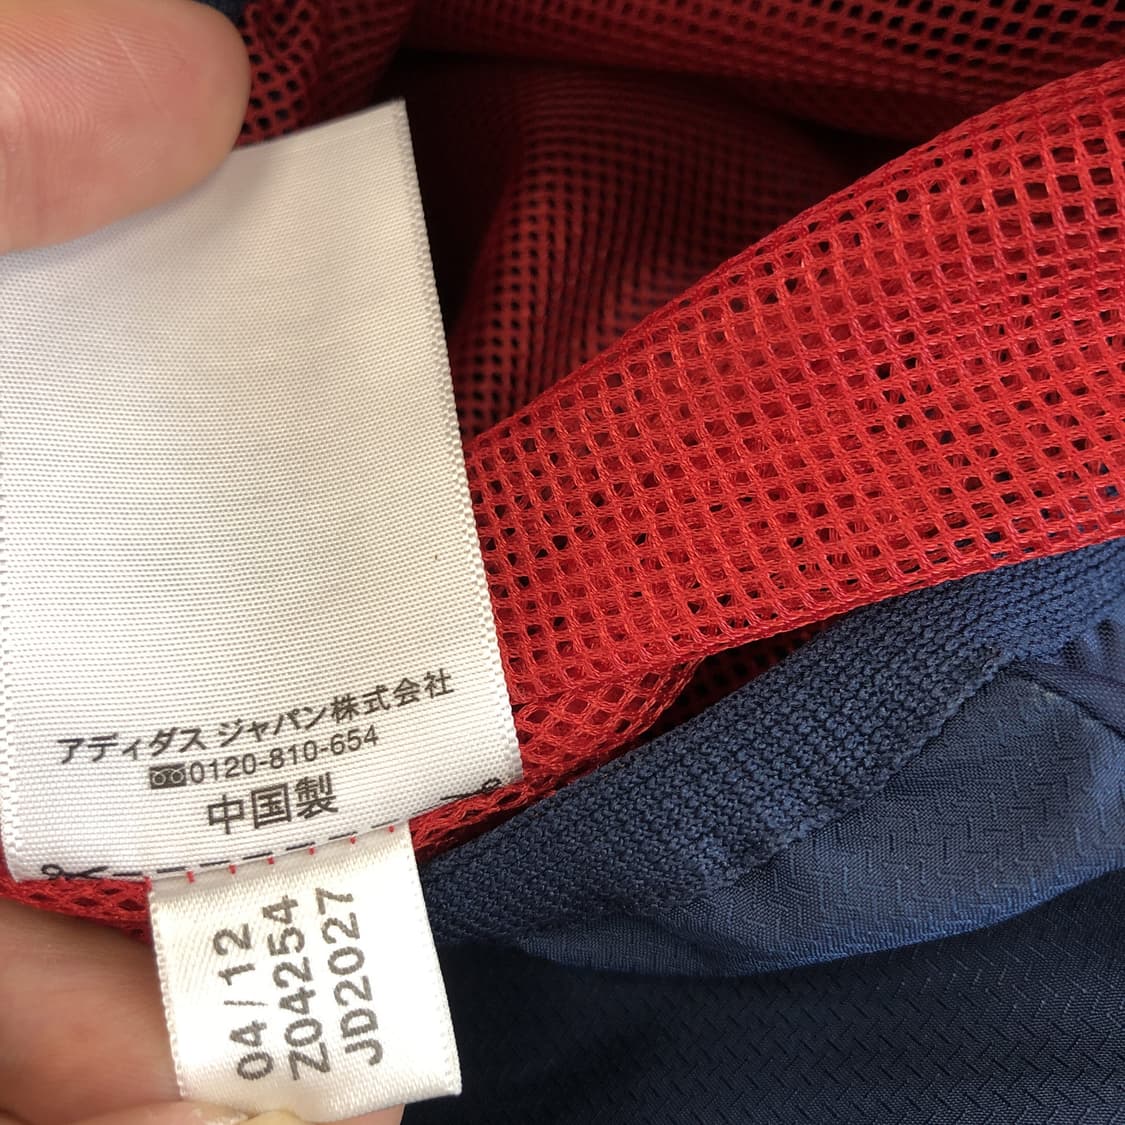 アディダス ジャパン株式会社
0120-810-654
中国製
04/12
Z04254
JD2027